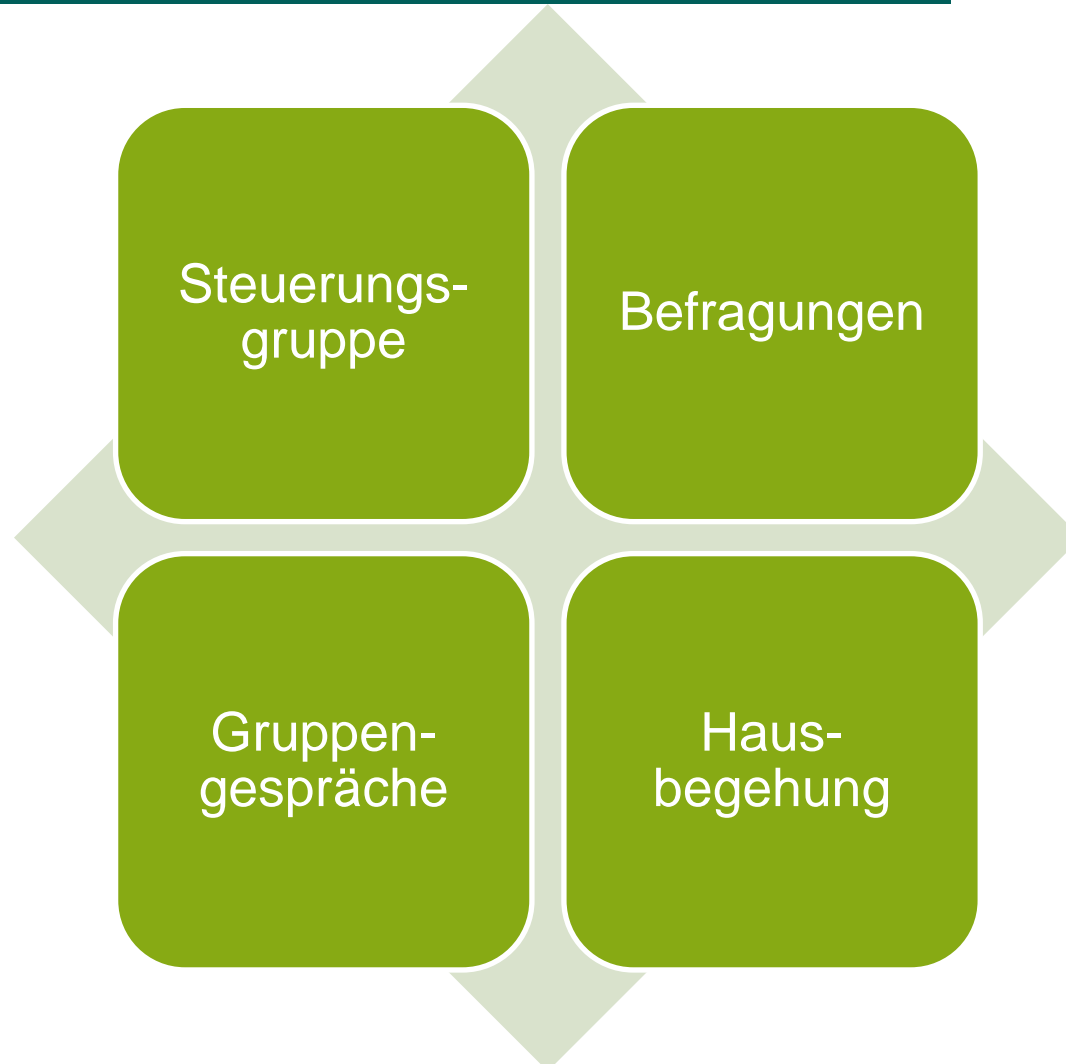 Steuerungs-
gruppe
Befragungen
Gruppen-
gespräche
Haus-
begehung